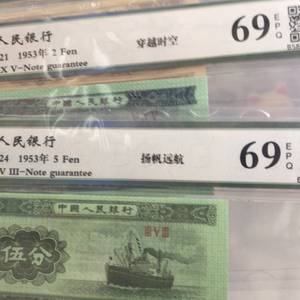 人民银行
21 1953年 2 Fen
X V-Note guarantee
穿越时空
69 EPQ
中国人民银行
人民银行
24 1953年 5 Fen
V III-Note guarantee
扬帆远航
69 EPQ
中国人民银行
伍分
III V III